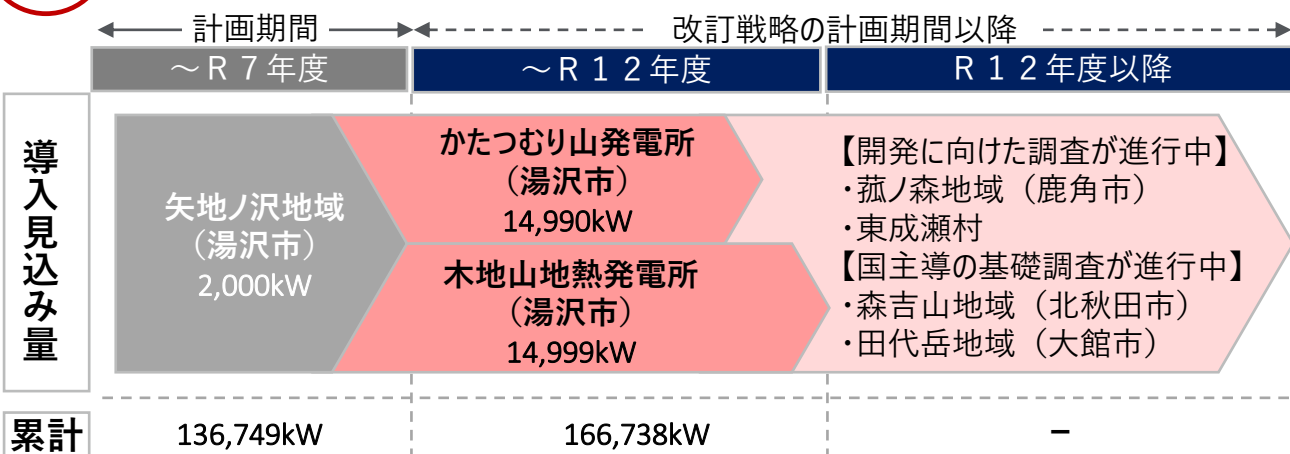 計画期間
改訂戦略の計画期間以降
～R7年度
～R12年度
R12年度以降
導入見込み量
矢地ノ沢地域
（湯沢市）
2,000kW
かたつむり山発電所
（湯沢市）
14,990kW
木地山地熱発電所
（湯沢市）
14,999kW
【開発に向けた調査が進行中】
・菰ノ森地域（鹿角市）
・東成瀬村
【国主導の基礎調査が進行中】
・森吉山地域（北秋田市）
・田代岳地域（大館市）
累計
136,749kW
166,738kW
－